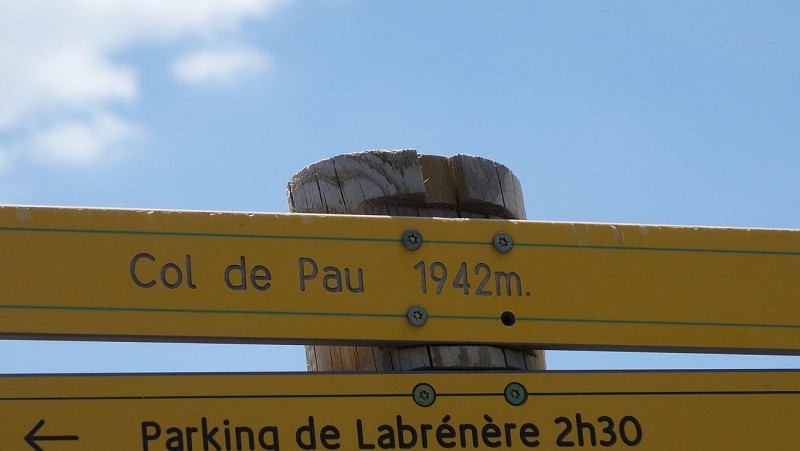 Col de Pau 1942m.
← Parking de Labrénère 2h30